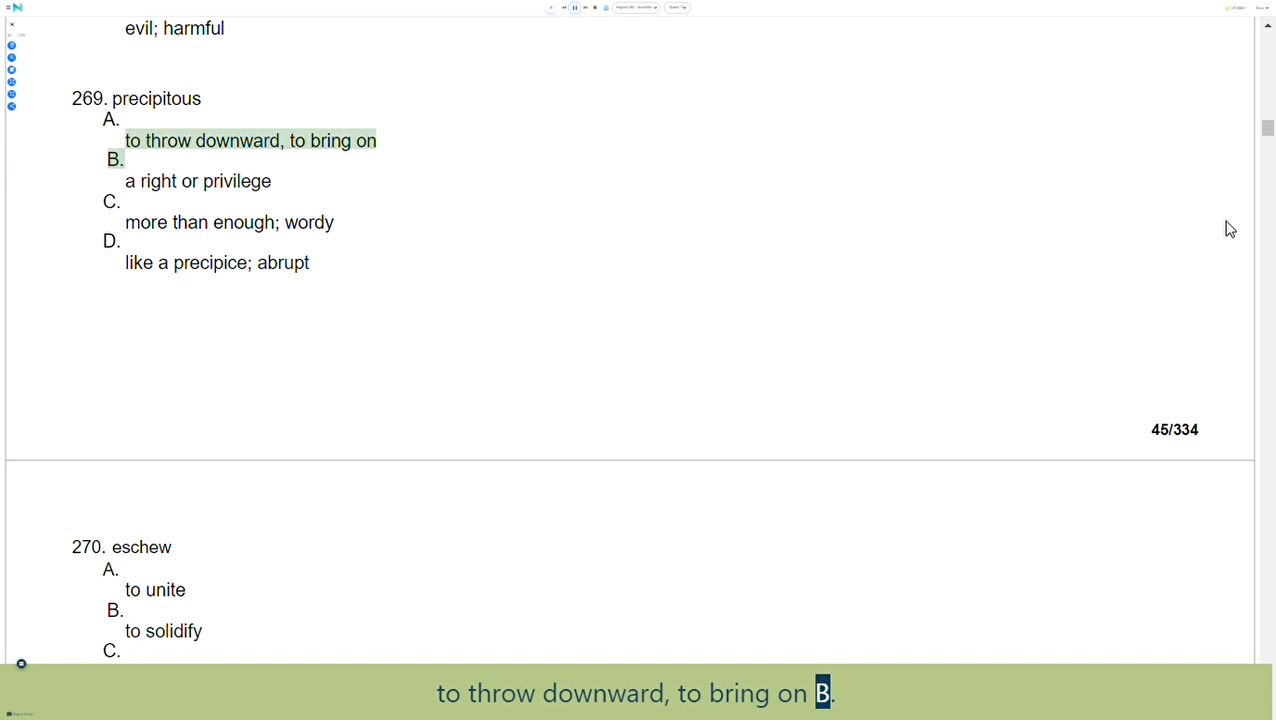 evil; harmful
269. precipitous
A.
to throw downward, to bring on
B.
a right or privilege
C.
more than enough; wordy
D.
like a precipice; abrupt
45/334
270. eschew
A.
to unite
B.
to solidify
C.
to throw downward, to bring on B.